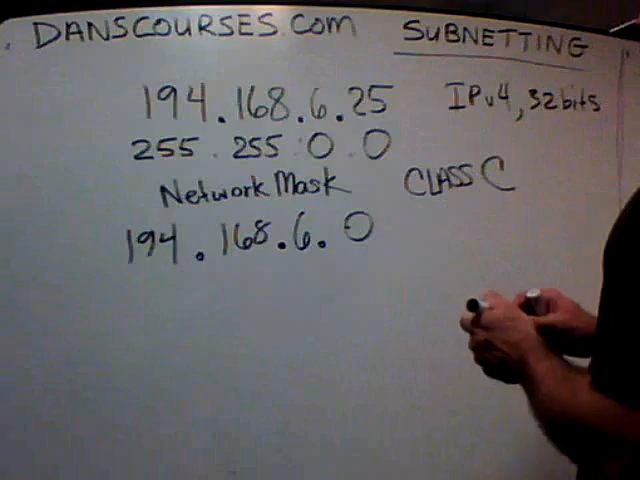 DANSCOURSES.COM
SUBNETTING
194.168.6.25
IPv4, 32bits
255.255.0.0
Network Mask
CLASS C
194.168.6.0